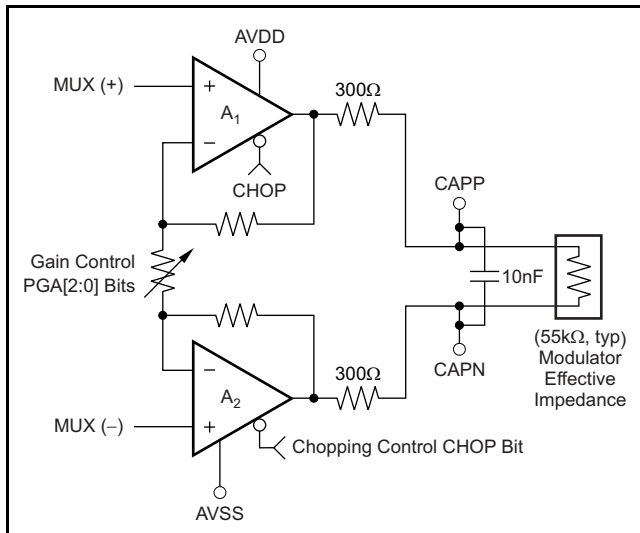 AVDD
MUX (+)
+
A1
−
300Ω
CHOP
CAPP
Gain Control
PGA[2:0] Bits
10nF
(55kΩ, typ)
Modulator
Effective
Impedance
CAPN
300Ω
−
A2
+
MUX (−)
Chopping Control CHOP Bit
AVSS